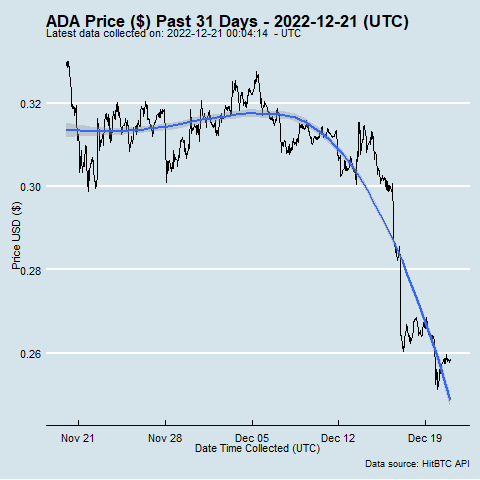 ADA Price ($) Past 31 Days - 2022-12-21 (UTC)
Latest data collected on: 2022-12-21 00:04:14 - UTC
Price USD ($)
0.32
0.30
0.28
0.26
Nov 21 Nov 28 Dec 05 Dec 12 Dec 19
Date Time Collected (UTC)
Data source: HitBTC API